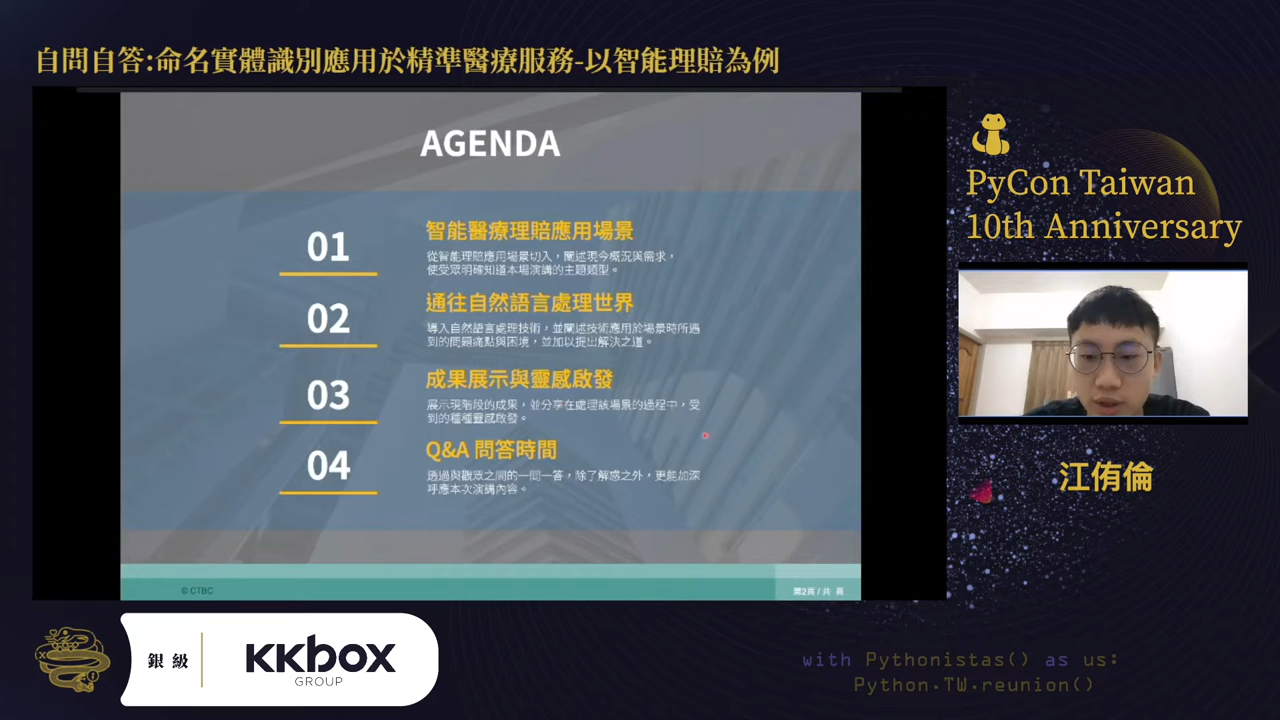 自問自答:命名實體識別應用於精準醫療服務-以智能理賠為例
AGENDA
01
智能醫療理賠應用場景
從智能理賠應用場景切入，闡述現今概況與需求，
使受眾明確知道本場演講的主題類型。
02
通往自然語言處理世界
導入自然語言處理技術，並闡述技術應用於場景時所遇
到的問題痛點與困境，並加以提出解決之道。
03
成果展示與靈感啟發
展示現階段的成果，並分享在處理該場景的過程中，受
到的種種靈感啟發。
04
Q&A 問答時間
透過與觀眾之間的一問一答，除了解惑之外，更能加深
呼應本次演講內容。
© CTBC
第2頁 / 共 頁
PyCon Taiwan
10th Anniversary
江侑倫
銀級
KKBOX
GROUP
with Pythonistas() as us:
Python.TW.reunion()